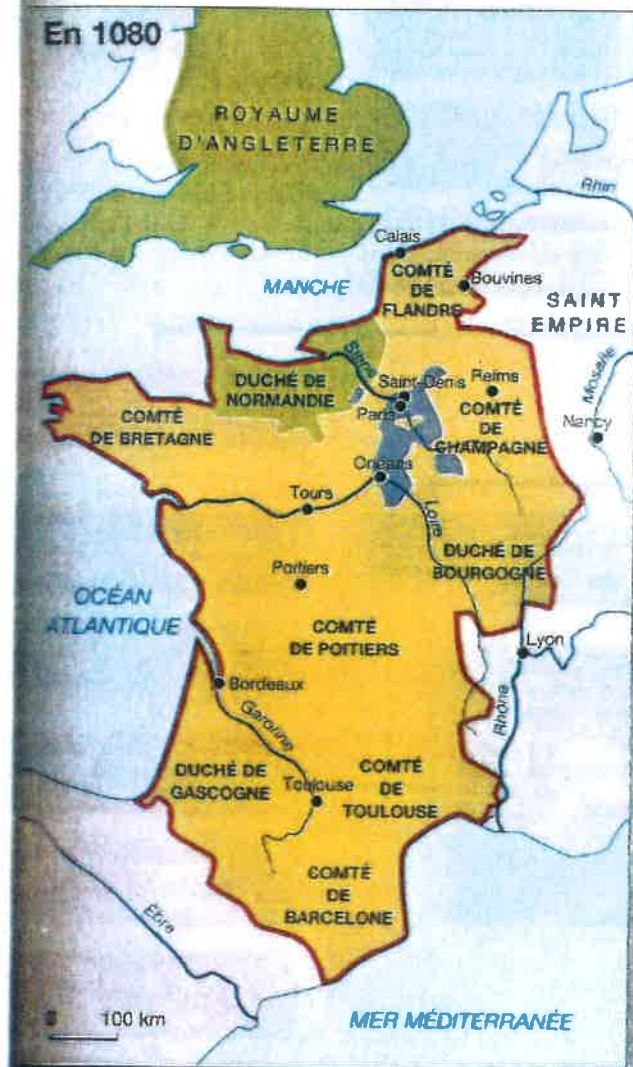 En 1080
ROYAUME
D'ANGLETERRE
Rhin
Calais
MANCHE
COMTÉ
DE
FLANDRE
Bouvines
SAINT
EMPIRE
Seine
Saint-Denis
Reims
Moselle
DUCHÉ DE
NORMANDIE
Paris
COMTÉ
DE
CHAMPAGNE
Nancy
COMTÉ
DE BRETAGNE
Orléans
Tours
Loire
DUCHÉ DE
BOURGOGNE
Poitiers
OCÉAN
ATLANTIQUE
COMTÉ
DE POITIERS
Lyon
Bordeaux
Garonne
Rhône
DUCHÉ DE
GASCOGNE
Toulouse
COMTÉ
DE
TOULOUSE
COMTÉ
DE
BARCELONE
Èbre
100 km
MER MÉDITERRANÉE